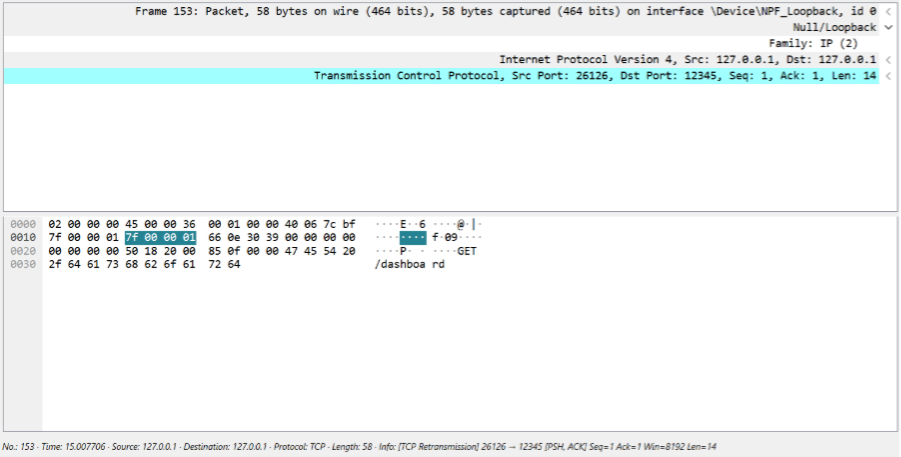 Frame 153: Packet, 58 bytes on wire (464 bits), 58 bytes captured (464 bits) on interface \Device\NPF_Loopback, id 0
Null/Loopback
Family: IP (2)
Internet Protocol Version 4, Src: 127.0.0.1, Dst: 127.0.0.1
Transmission Control Protocol, Src Port: 26126, Dst Port: 12345, Seq: 1, Ack: 1, Len: 14
0000 02 00 00 00 45 00 00 36 00 01 00 00 40 06 7c bf ····E··6 ····@·|·
0010 7f 00 00 01 7f 00 00 01 66 0e 30 39 00 00 00 00 ········ f·09····
0020 00 00 00 00 50 18 20 00 85 0f 00 00 47 45 54 20 ····P· · ····GET
0030 2f 64 61 73 68 62 6f 61 72 64 /dashboa rd
No.: 153 · Time: 15.007706 · Source: 127.0.0.1 · Destination: 127.0.0.1 · Protocol: TCP · Length: 58 · Info: [TCP Retransmission] 26126 → 12345 [PSH, ACK] Seq=1 Ack=1 Win=8192 Len=14